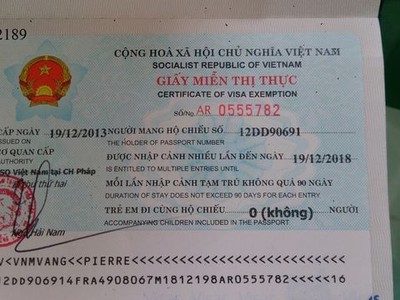 2189
CỘNG HOÀ XÃ HỘI CHỦ NGHĨA VIỆT NAM
SOCIALIST REPUBLIC OF VIETNAM
GIẤY MIỄN THỊ THỰC
CERTIFICATE OF VISA EXEMPTION
SỐ/No. AR 0555782
CẤP NGÀY 19/12/2013 NGƯỜI MANG HỘ CHIẾU SỐ 12DD90691
ISSUED ON THE HOLDER OF PASSPORT NUMBER
CƠ QUAN CẤP ĐƯỢC NHẬP CẢNH NHIỀU LẦN ĐẾN NGÀY 19/12/2018
AUTHORITY IS ENTITLED TO MULTIPLE ENTRIES UNTIL
SQ Việt Nam tại CH Pháp MỖI LẦN NHẬP CẢNH TẠM TRÚ KHÔNG QUÁ 90 NGÀY
thứ hai DURATION OF STAY DOES NOT EXCEED 90 DAYS FOR EACH ENTRY
TRẺ EM ĐI CÙNG HỘ CHIẾU 0 (không) NGƯỜI
Hải Nam ACCOMPANYING CHILDREN INCLUDED IN THE PASSPORT
V<VNMVANG<<PIERRE<<<<<<<<<<<<<<<<<<
12DD906914FRA4908067M1812198AR0555782<<<<<16